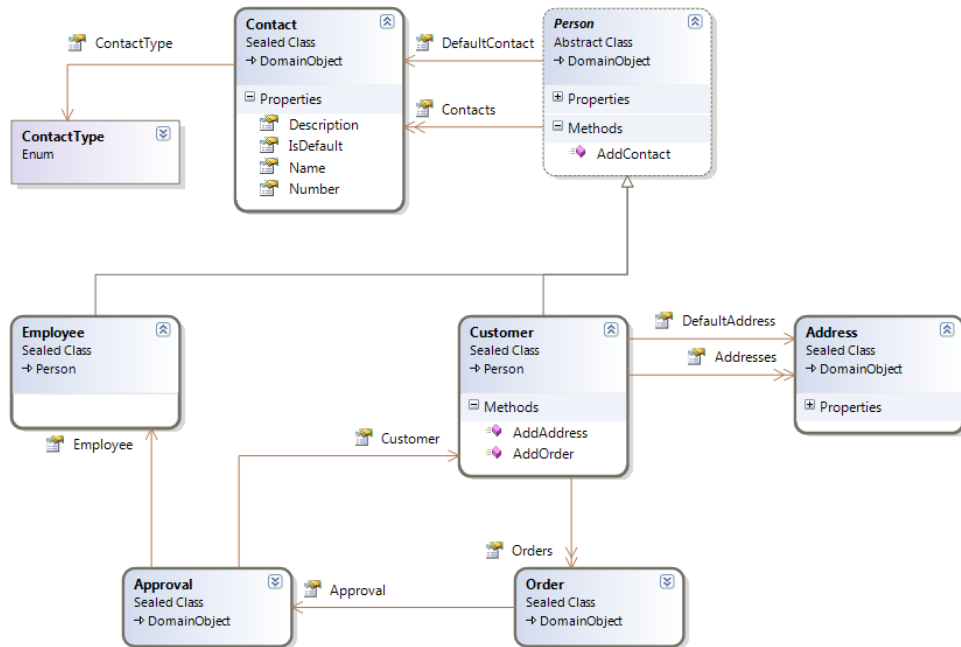 ContactType
Contact
Sealed Class
DomainObject
Properties
Description
IsDefault
Name
Number
DefaultContact
Contacts
Person
Abstract Class
DomainObject
Properties
Methods
AddContact
ContactType
Enum
Employee
Sealed Class
Person
Customer
Sealed Class
Person
Methods
AddAddress
AddOrder
DefaultAddress
Addresses
Address
Sealed Class
DomainObject
Properties
Employee
Customer
Orders
Approval
Sealed Class
DomainObject
Approval
Order
Sealed Class
DomainObject